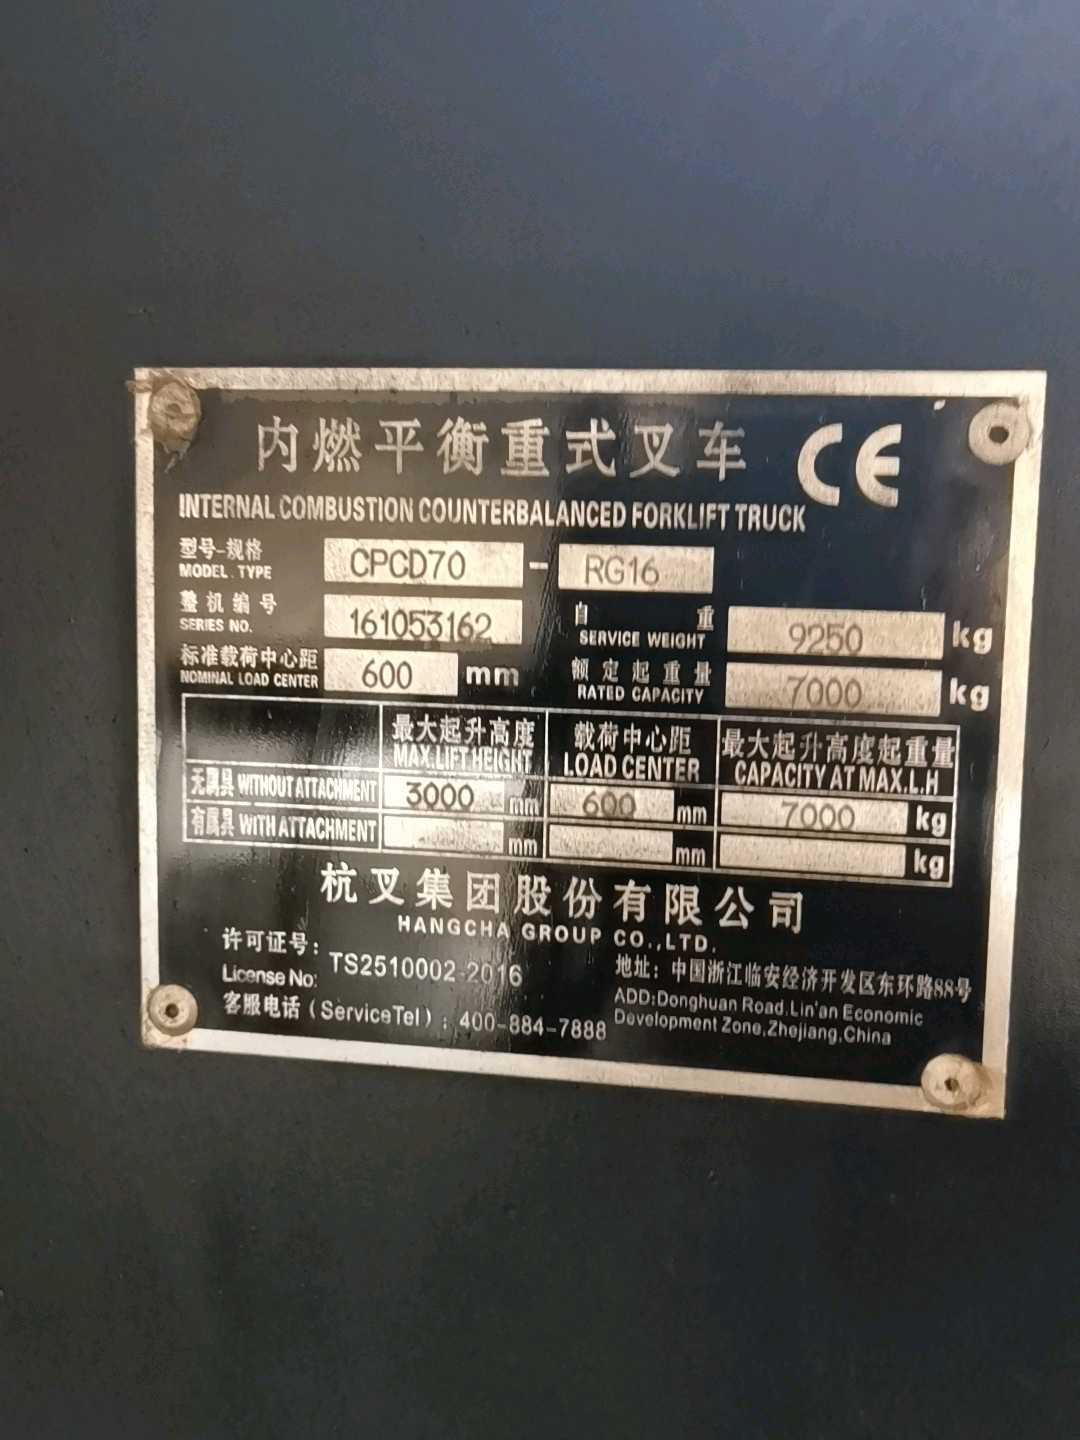 内燃平衡重式叉车 CE
INTERNAL COMBUSTION COUNTERBALANCED FORKLIFT TRUCK
型号-规格 MODEL.TYPE CPCD70 - RG16
整机编号 SERIES NO. 161053162
自重 SERVICE WEIGHT 9250 kg
标准载荷中心距 NOMINAL LOAD CENTER 600 mm
额定起重量 RATED CAPACITY 7000 kg
最大起升高度 载荷中心距 最大起升高度起重量
MAX.LIFT HEIGHT LOAD CENTER CAPACITY AT MAX.L.H
无属具 WITHOUT ATTACHMENT 3000 mm 600 mm 7000 kg
有属具 WITH ATTACHMENT mm mm kg
杭叉集团股份有限公司
HANGCHA GROUP CO.,LTD.
许可证号:
License No: TS2510002-2016
客服电话 (Service Tel) : 400-884-7888
地址: 中国浙江临安经济开发区东环路88号
ADD:Donghuan Road,Lin'an Economic
Development Zone,Zhejiang,China